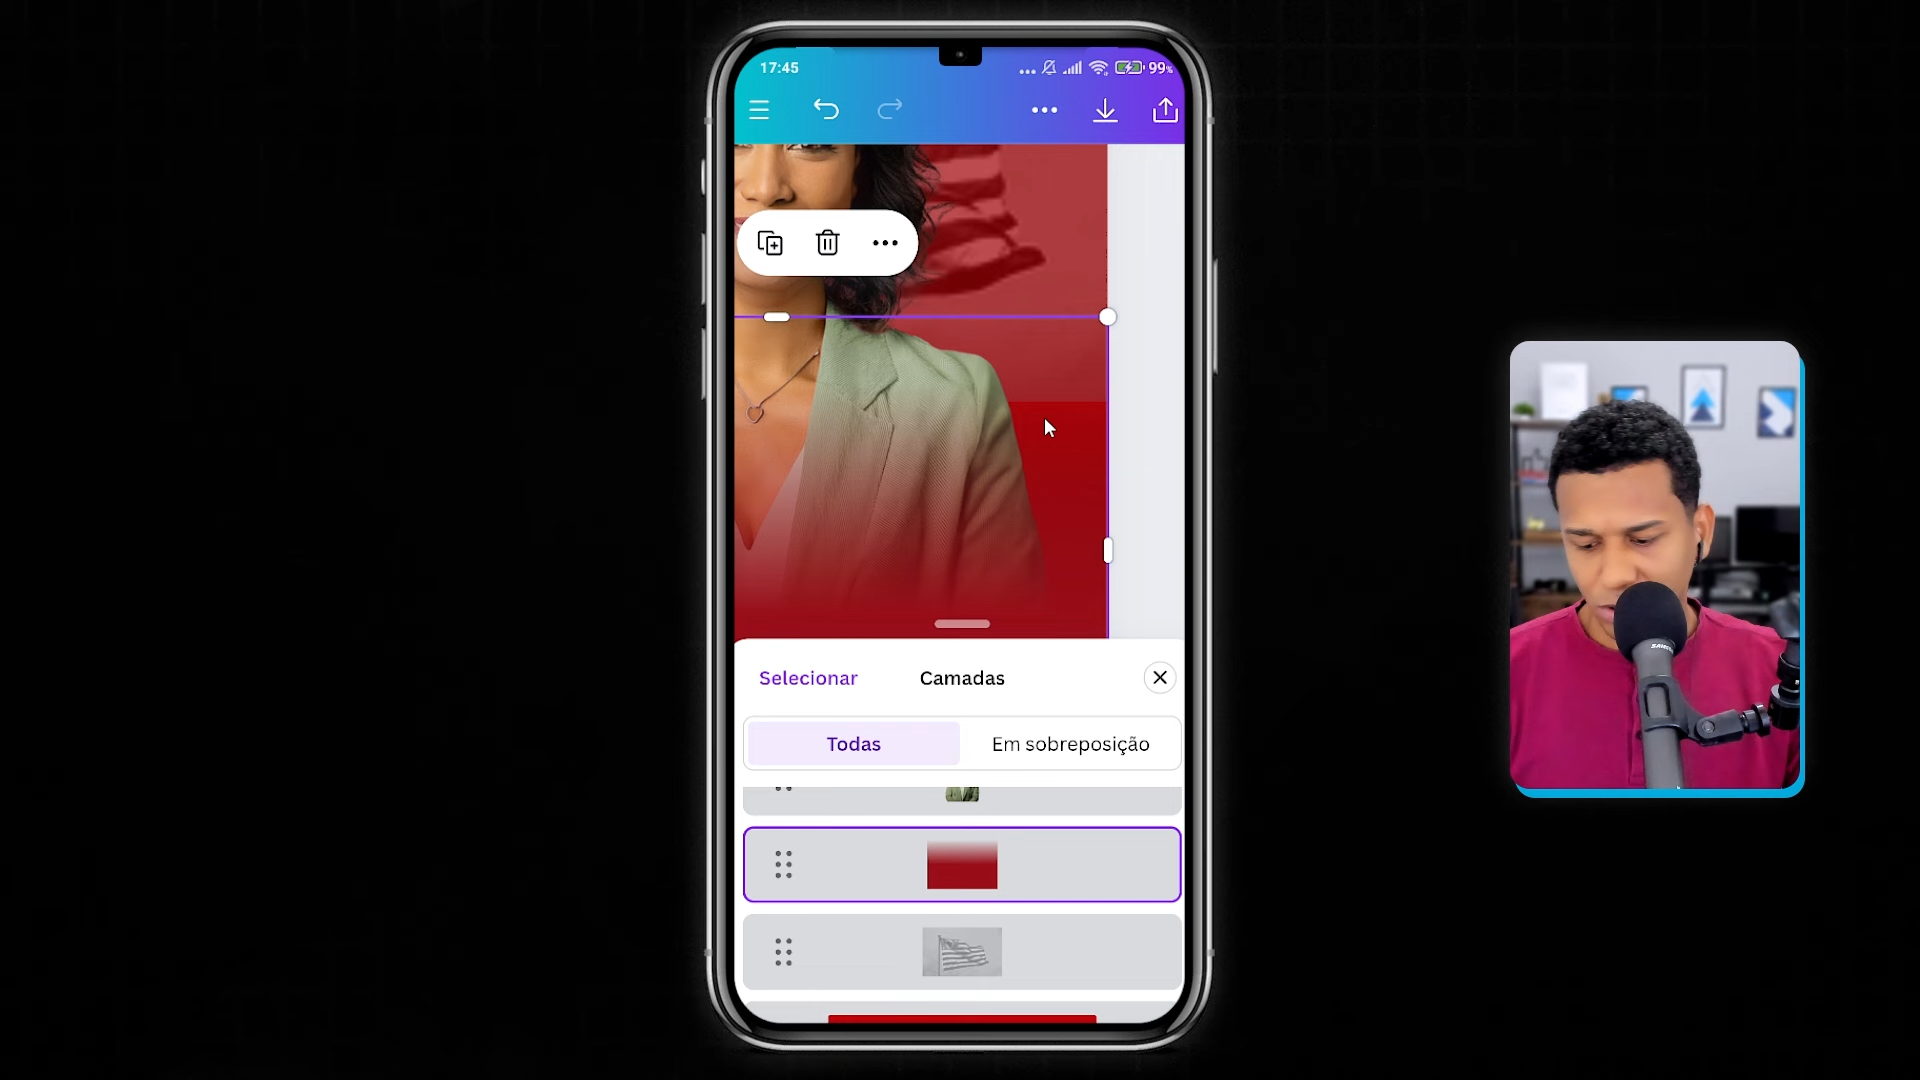 17:45
99%
Selecionar
Camadas
Todas
Em sobreposição